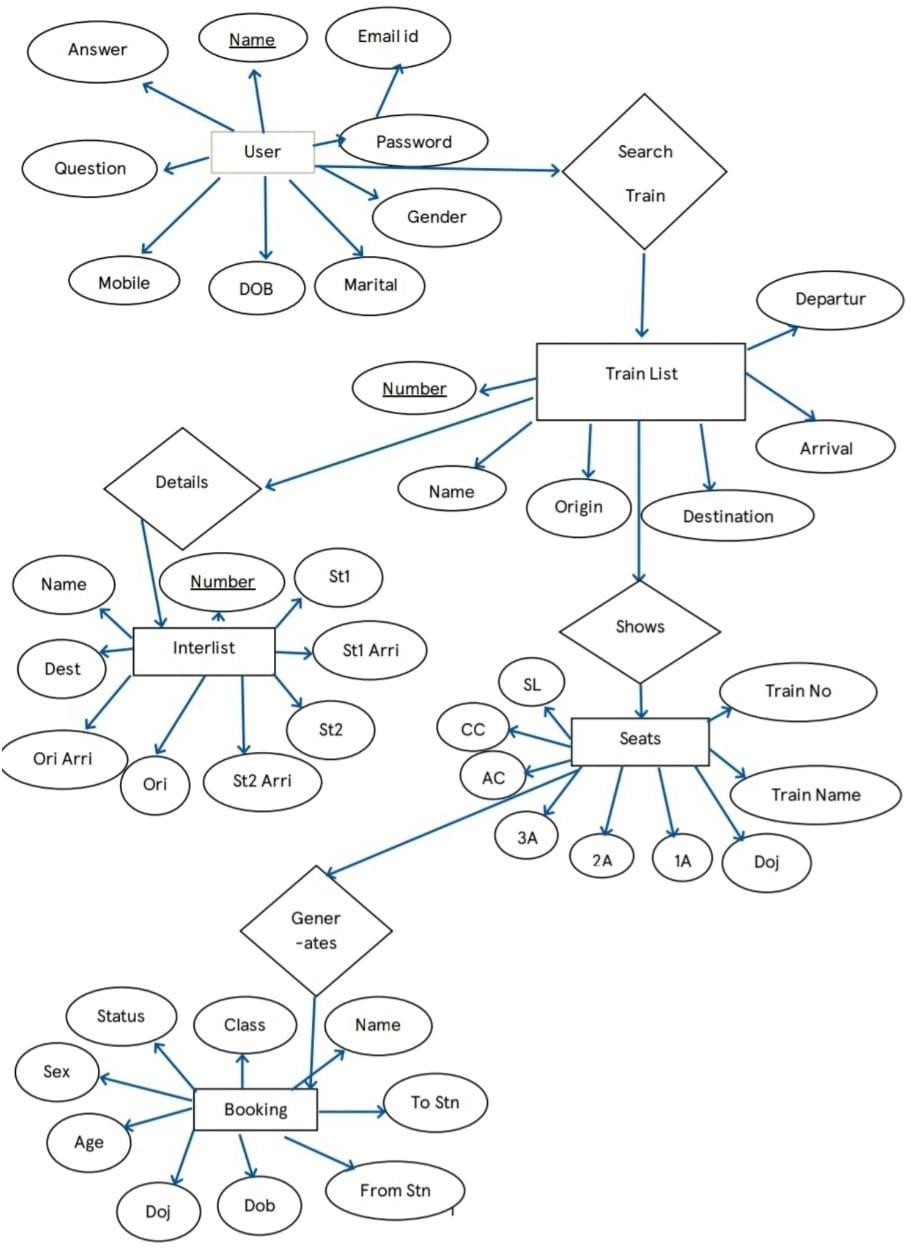 Answer
Name
Email id
User
Password
Question
Search
Train
Gender
Mobile
DOB
Marital
Departur
Train List
Number
Arrival
Name
Origin
Destination
Details
Name
Number
St1
Interlist
St1 Arri
Dest
St2
Ori Arri
Ori
St2 Arri
Shows
SL
Train No
CC
Seats
AC
Train Name
3A
2A
1A
Doj
Gener
-ates
Status
Class
Name
Sex
Booking
To Stn
Age
Doj
Dob
From Stn